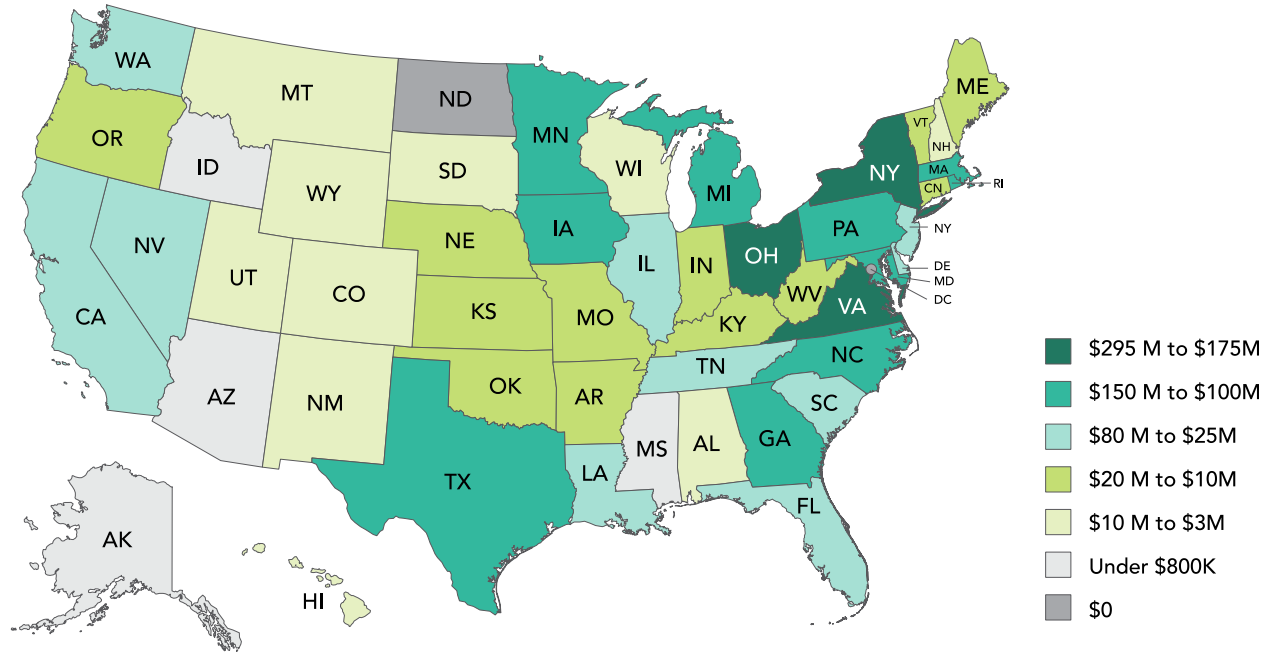 WA
MT
ND
MN
ME
OR
ID
WY
SD
WI
MI
VT
NH
NY
MA
CN
RI
NV
UT
CO
NE
IA
IL
IN
OH
PA
NY
CA
KS
MO
KY
WV
VA
DE
MD
DC
AZ
NM
OK
AR
TN
NC
TX
LA
MS
AL
GA
SC
FL
AK
HI
$295 M to $175M
$150 M to $100M
$80 M to $25M
$20 M to $10M
$10 M to $3M
Under $800K
$0